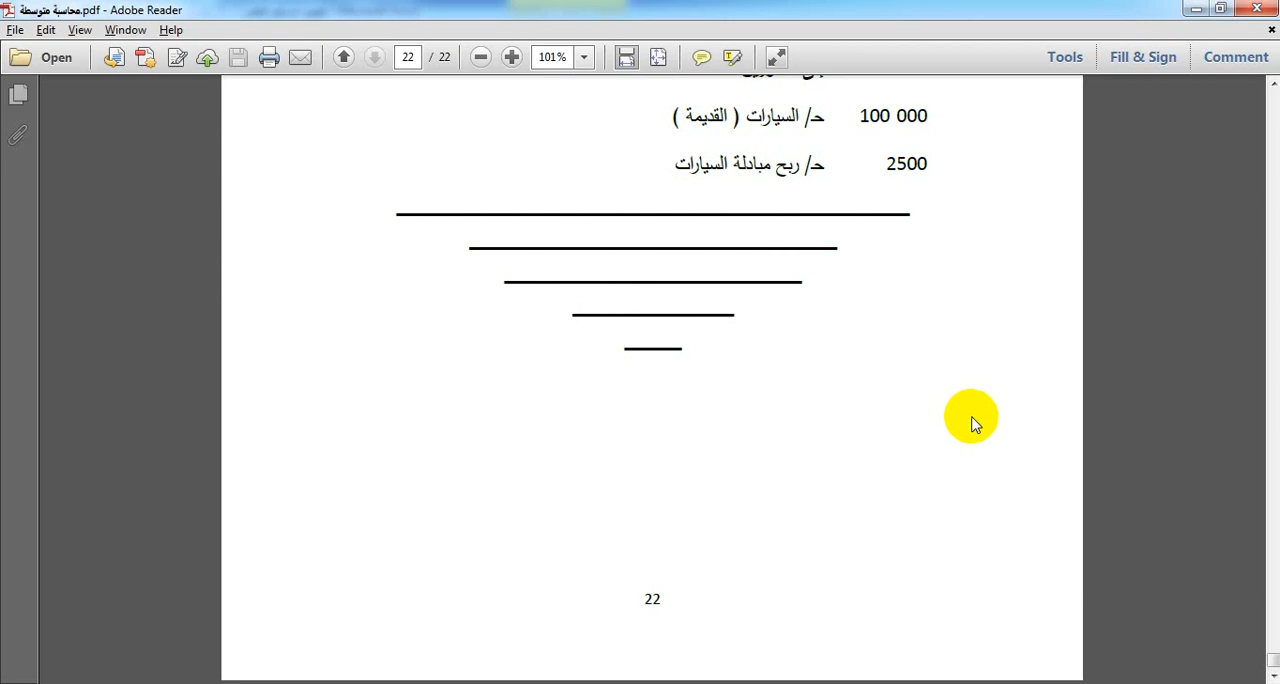 محاسبة متوسطة.pdf - Adobe Reader
File Edit View Window Help
Open 22 / 22 101% Tools Fill & Sign Comment
100 000 حـ/ السيارات ( القديمة )
2500 حـ/ ربح مبادلة السيارات
22